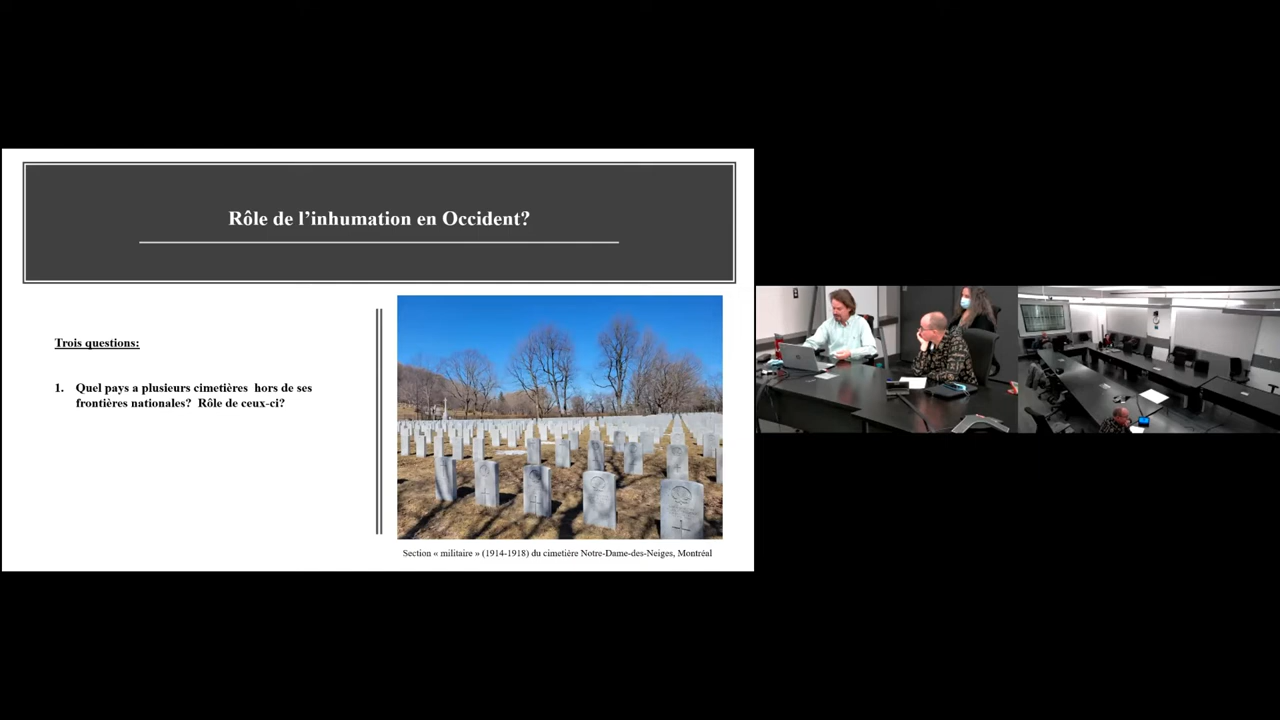 Rôle de l’inhumation en Occident?
Trois questions:
1. Quel pays a plusieurs cimetières hors de ses
frontières nationales? Rôle de ceux-ci?
Section « militaire » (1914-1918) du cimetière Notre-Dame-des-Neiges, Montréal